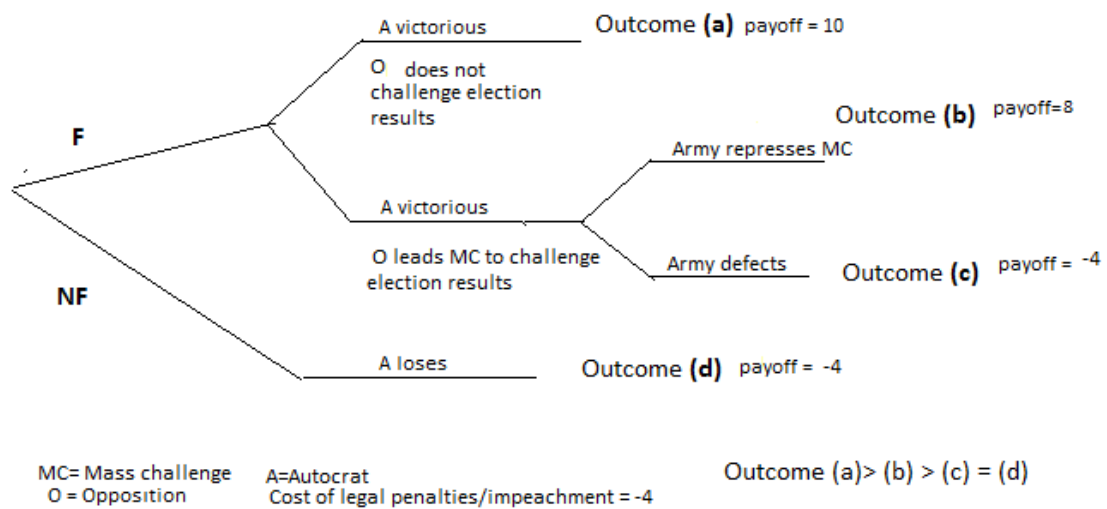 A victorious
Outcome (a) payoff = 10
O does not
challenge election
results
Outcome (b) payoff=8
F
Army represses MC
A victorious
O leads MC to challenge
election results
Army defects
Outcome (c) payoff = -4
NF
A loses
Outcome (d) payoff = -4
MC= Mass challenge
O = Opposition
A=Autocrat
Cost of legal penalties/impeachment = -4
Outcome (a)> (b) > (c) = (d)